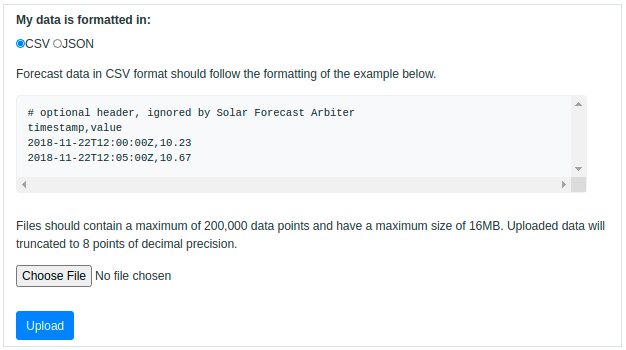 My data is formatted in:
CSV JSON
Forecast data in CSV format should follow the formatting of the example below.
# optional header, ignored by Solar Forecast Arbiter
timestamp,value
2018-11-22T12:00:00Z,10.23
2018-11-22T12:05:00Z,10.67
Files should contain a maximum of 200,000 data points and have a maximum size of 16MB. Uploaded data will
truncated to 8 points of decimal precision.
Choose File No file chosen
Upload